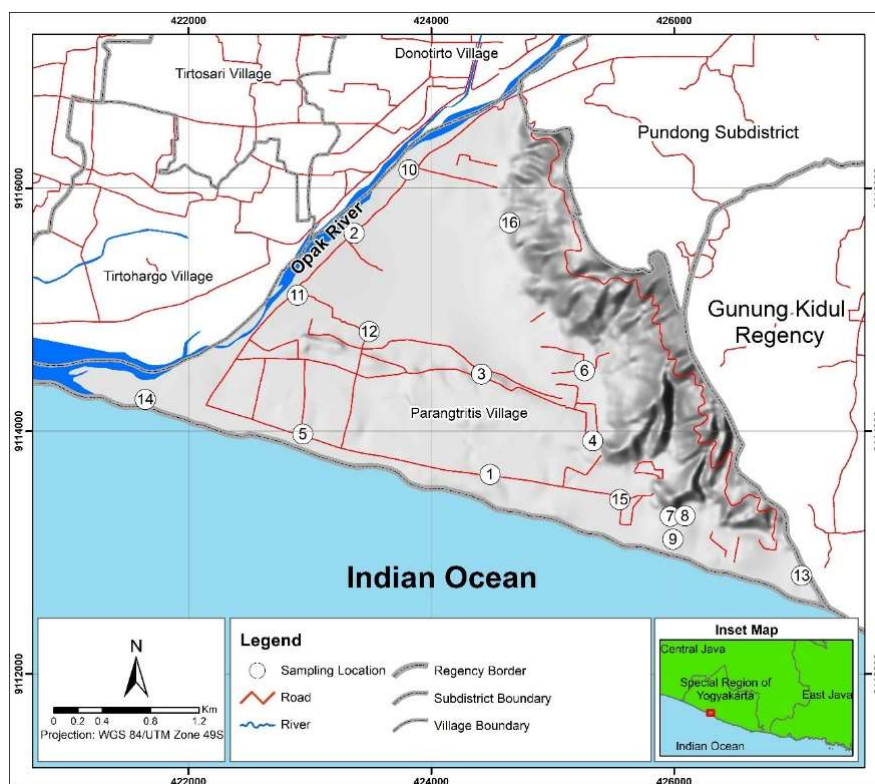 422000
424000
426000
Donotirto Village
Tirtosari Village
Pundong Subdistrict
10
9116000
16
Opak River
2
Tirtohargo Village
11
Gunung Kidul
Regency
12
3
6
14
Parangtritis Village
5
4
9114000
1
15
7
8
9
13
Indian Ocean
N
0 0.2 0.4 0.8 1.2
Km
Projection: WGS 84/UTM Zone 49S
Legend
Sampling Location
Road
River
Regency Border
Subdistrict Boundary
Village Boundary
Inset Map
Central Java
Special Region of
Yogyakarta
East Java
Indian Ocean
9112000
422000
424000
426000